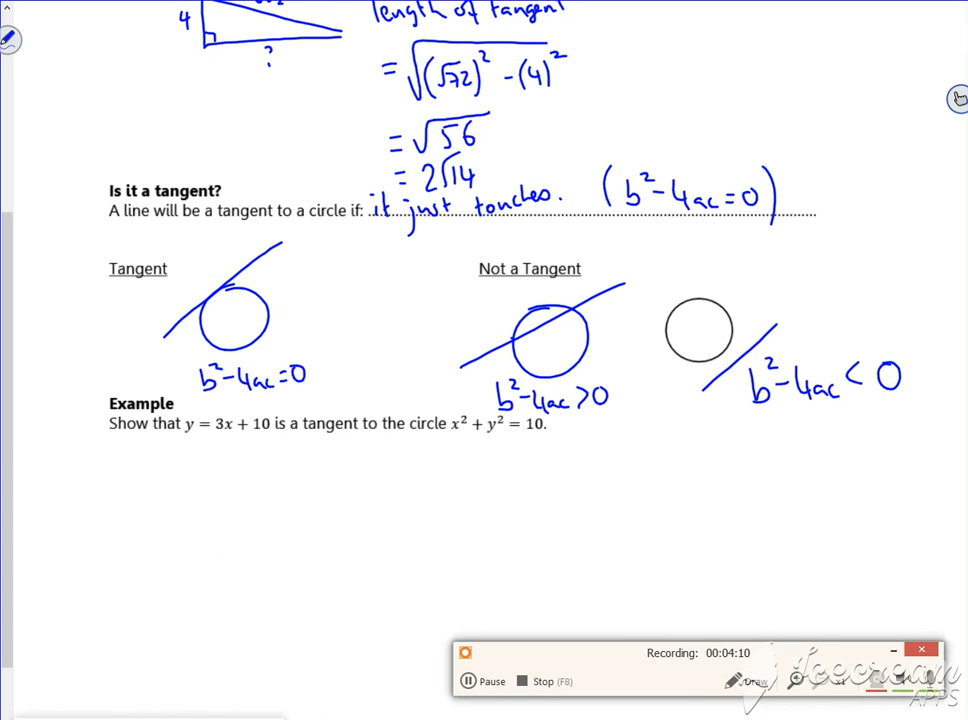 4
length of tangent
?
= √(√72)² - (4)²
= √56
= 2√14
Is it a tangent?
A line will be a tangent to a circle if: it just touches. (b² - 4ac = 0)
Tangent
Not a Tangent
b² - 4ac = 0
b² - 4ac > 0
b² - 4ac < 0
Example
Show that y = 3x + 10 is a tangent to the circle x² + y² = 10.
Recording: 00:04:10
Pause Stop (F8) Draw x1
Icecream
APPS